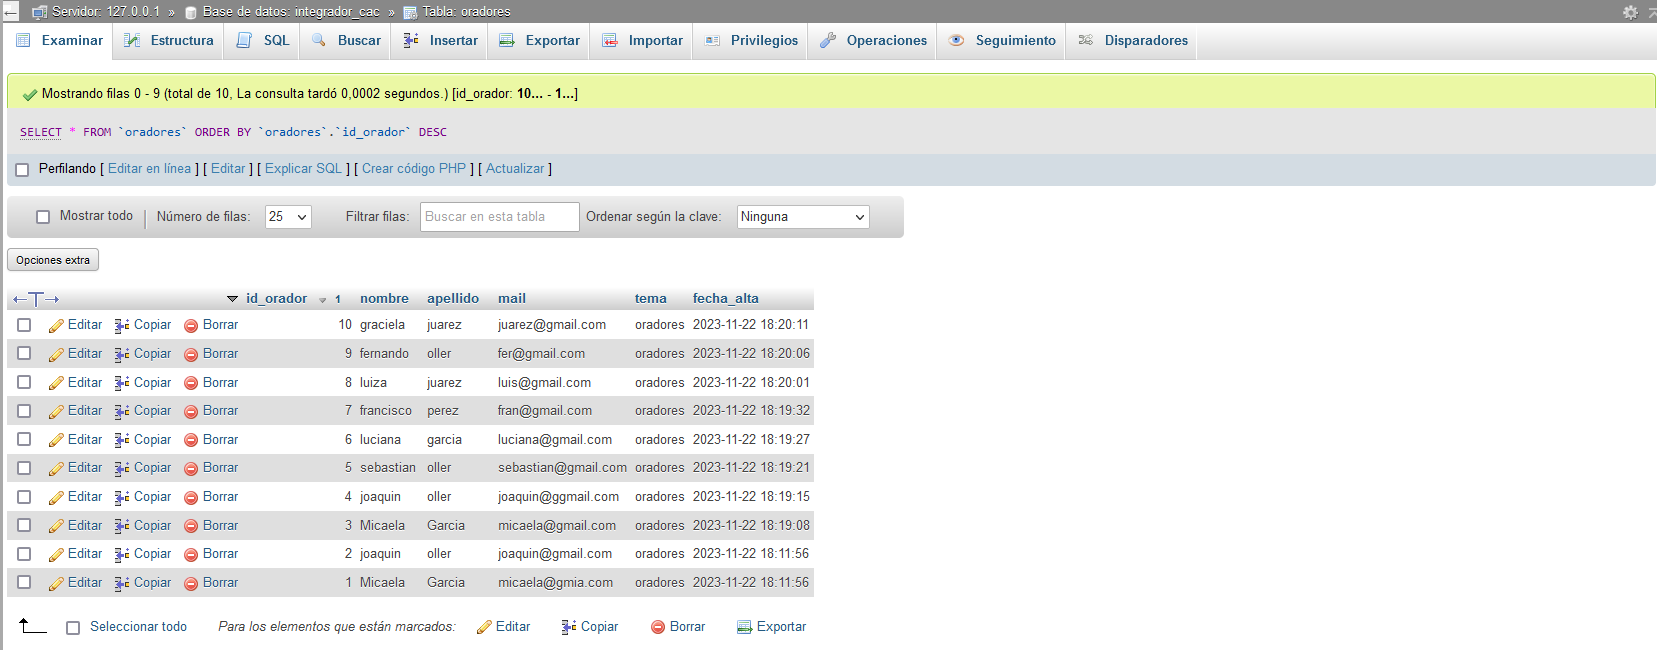 Servidor: 127.0.0.1 » Base de datos: integrador_cac » Tabla: oradores
Examinar Estructura SQL Buscar Insertar Exportar Importar Privilegios Operaciones Seguimiento Disparadores
Mostrando filas 0 - 9 (total de 10, La consulta tardó 0,0002 segundos.) [id_orador: 10... - 1...]
SELECT * FROM `oradores` ORDER BY `oradores`.`id_orador` DESC
Perfilando [ Editar en línea ] [ Editar ] [ Explicar SQL ] [ Crear código PHP ] [ Actualizar ]
Mostrar todo Número de filas: 25 Filtrar filas: Buscar en esta tabla Ordenar según la clave: Ninguna
Opciones extra
id_orador 1 nombre apellido mail tema fecha_alta
Editar Copiar Borrar 10 graciela juarez juarez@gmail.com oradores 2023-11-22 18:20:11
Editar Copiar Borrar 9 fernando oller fer@gmail.com oradores 2023-11-22 18:20:06
Editar Copiar Borrar 8 luiza juarez luis@gmail.com oradores 2023-11-22 18:20:01
Editar Copiar Borrar 7 francisco perez fran@gmail.com oradores 2023-11-22 18:19:32
Editar Copiar Borrar 6 luciana garcia luciana@gmail.com oradores 2023-11-22 18:19:27
Editar Copiar Borrar 5 sebastian oller sebastian@gmail.com oradores 2023-11-22 18:19:21
Editar Copiar Borrar 4 joaquin oller joaquin@ggmail.com oradores 2023-11-22 18:19:15
Editar Copiar Borrar 3 Micaela Garcia micaela@gmail.com oradores 2023-11-22 18:19:08
Editar Copiar Borrar 2 joaquin oller joaquin@gmail.com oradores 2023-11-22 18:11:56
Editar Copiar Borrar 1 Micaela Garcia micaela@gmia.com oradores 2023-11-22 18:11:56
Seleccionar todo Para los elementos que están marcados: Editar Copiar Borrar Exportar